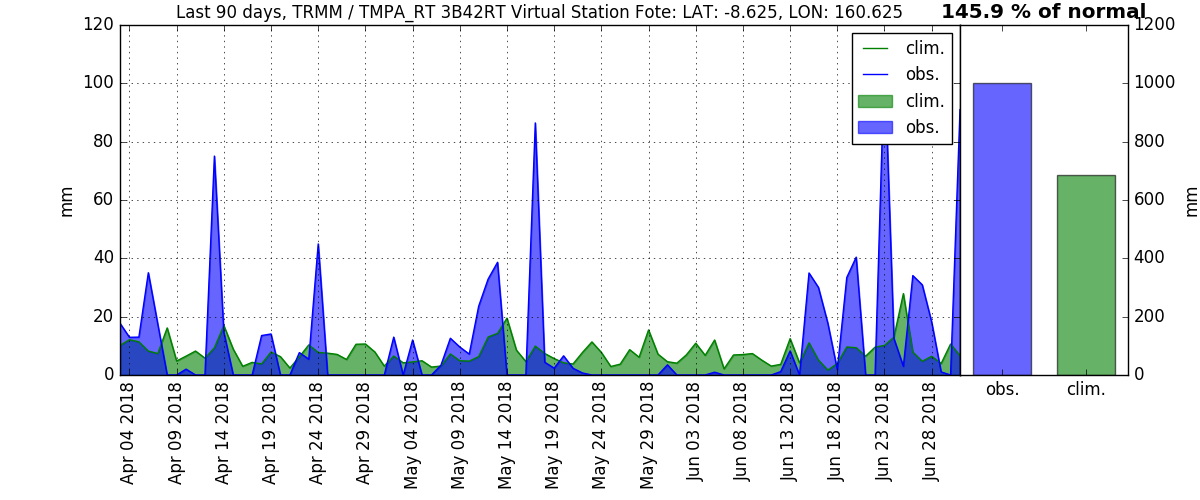 Last 90 days, TRMM / TMPA_RT 3B42RT Virtual Station Fote: LAT: -8.625, LON: 160.625
145.9 % of normal
120
100
80
60
40
20
0
mm
clim.
obs.
clim.
obs.
1200
1000
800
600
400
200
0
mm
Apr 04 2018
Apr 09 2018
Apr 14 2018
Apr 19 2018
Apr 24 2018
Apr 29 2018
May 04 2018
May 09 2018
May 14 2018
May 19 2018
May 24 2018
May 29 2018
Jun 03 2018
Jun 08 2018
Jun 13 2018
Jun 18 2018
Jun 23 2018
Jun 28 2018
obs.
clim.